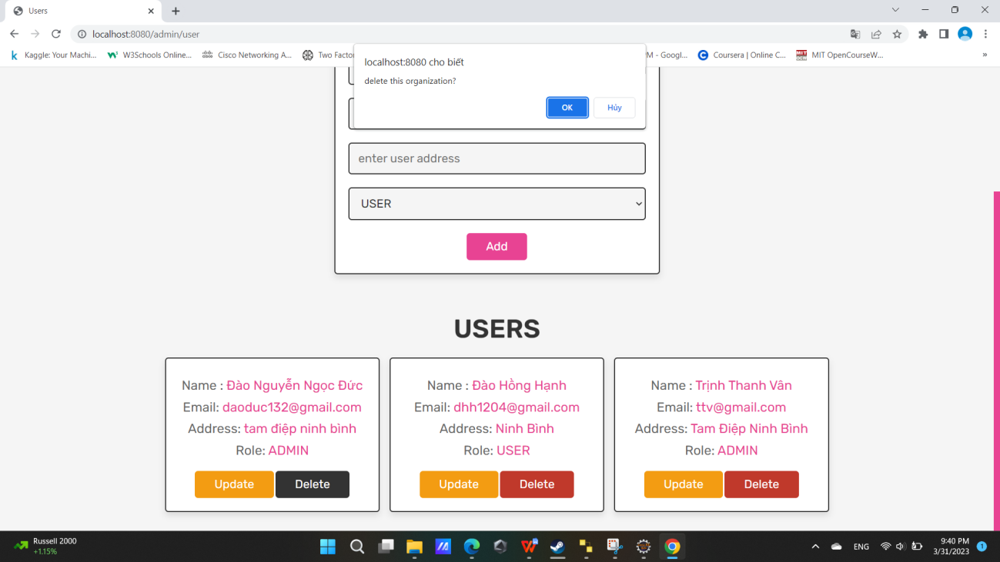 Users
localhost:8080/admin/user
Kaggle: Your Machi...
W3Schools Online...
Cisco Networking A...
Two Facto
M - Googl...
Coursera | Online C...
MIT OpenCourseW...
»
localhost:8080 cho biết
delete this organization?
OK
Hủy
enter user address
USER
Add
USERS
Name : Đào Nguyễn Ngọc Đức
Email: daoduc132@gmail.com
Address: tam điệp ninh bình
Role: ADMIN
Update
Delete
Name : Đào Hồng Hạnh
Email: dhh1204@gmail.com
Address: Ninh Bình
Role: USER
Update
Delete
Name : Trịnh Thanh Vân
Email: ttv@gmail.com
Address: Tam Điệp Ninh Bình
Role: ADMIN
Update
Delete
Russell 2000
+1.15%
ENG
9:40 PM
3/31/2023
1